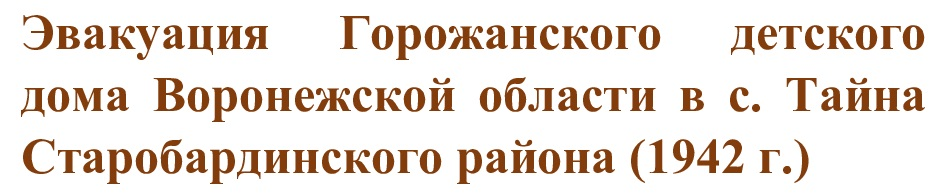 Эвакуация Горожанского детского
дома Воронежской области в с. Тайна
Старобардинского района (1942 г.)